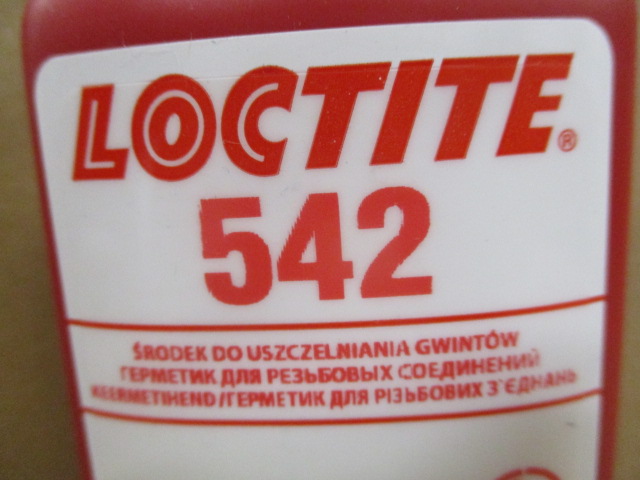 LOCTITE®
542
ŚRODEK DO USZCZELNIANIA GWINTÓW
ГЕРМЕТИК ДЛЯ РЕЗЬБОВЫХ СОЕДИНЕНИЙ
KEERMETIHEND/ГЕРМЕТИК ДЛЯ РІЗЬБОВИХ З'ЄДНАНЬ